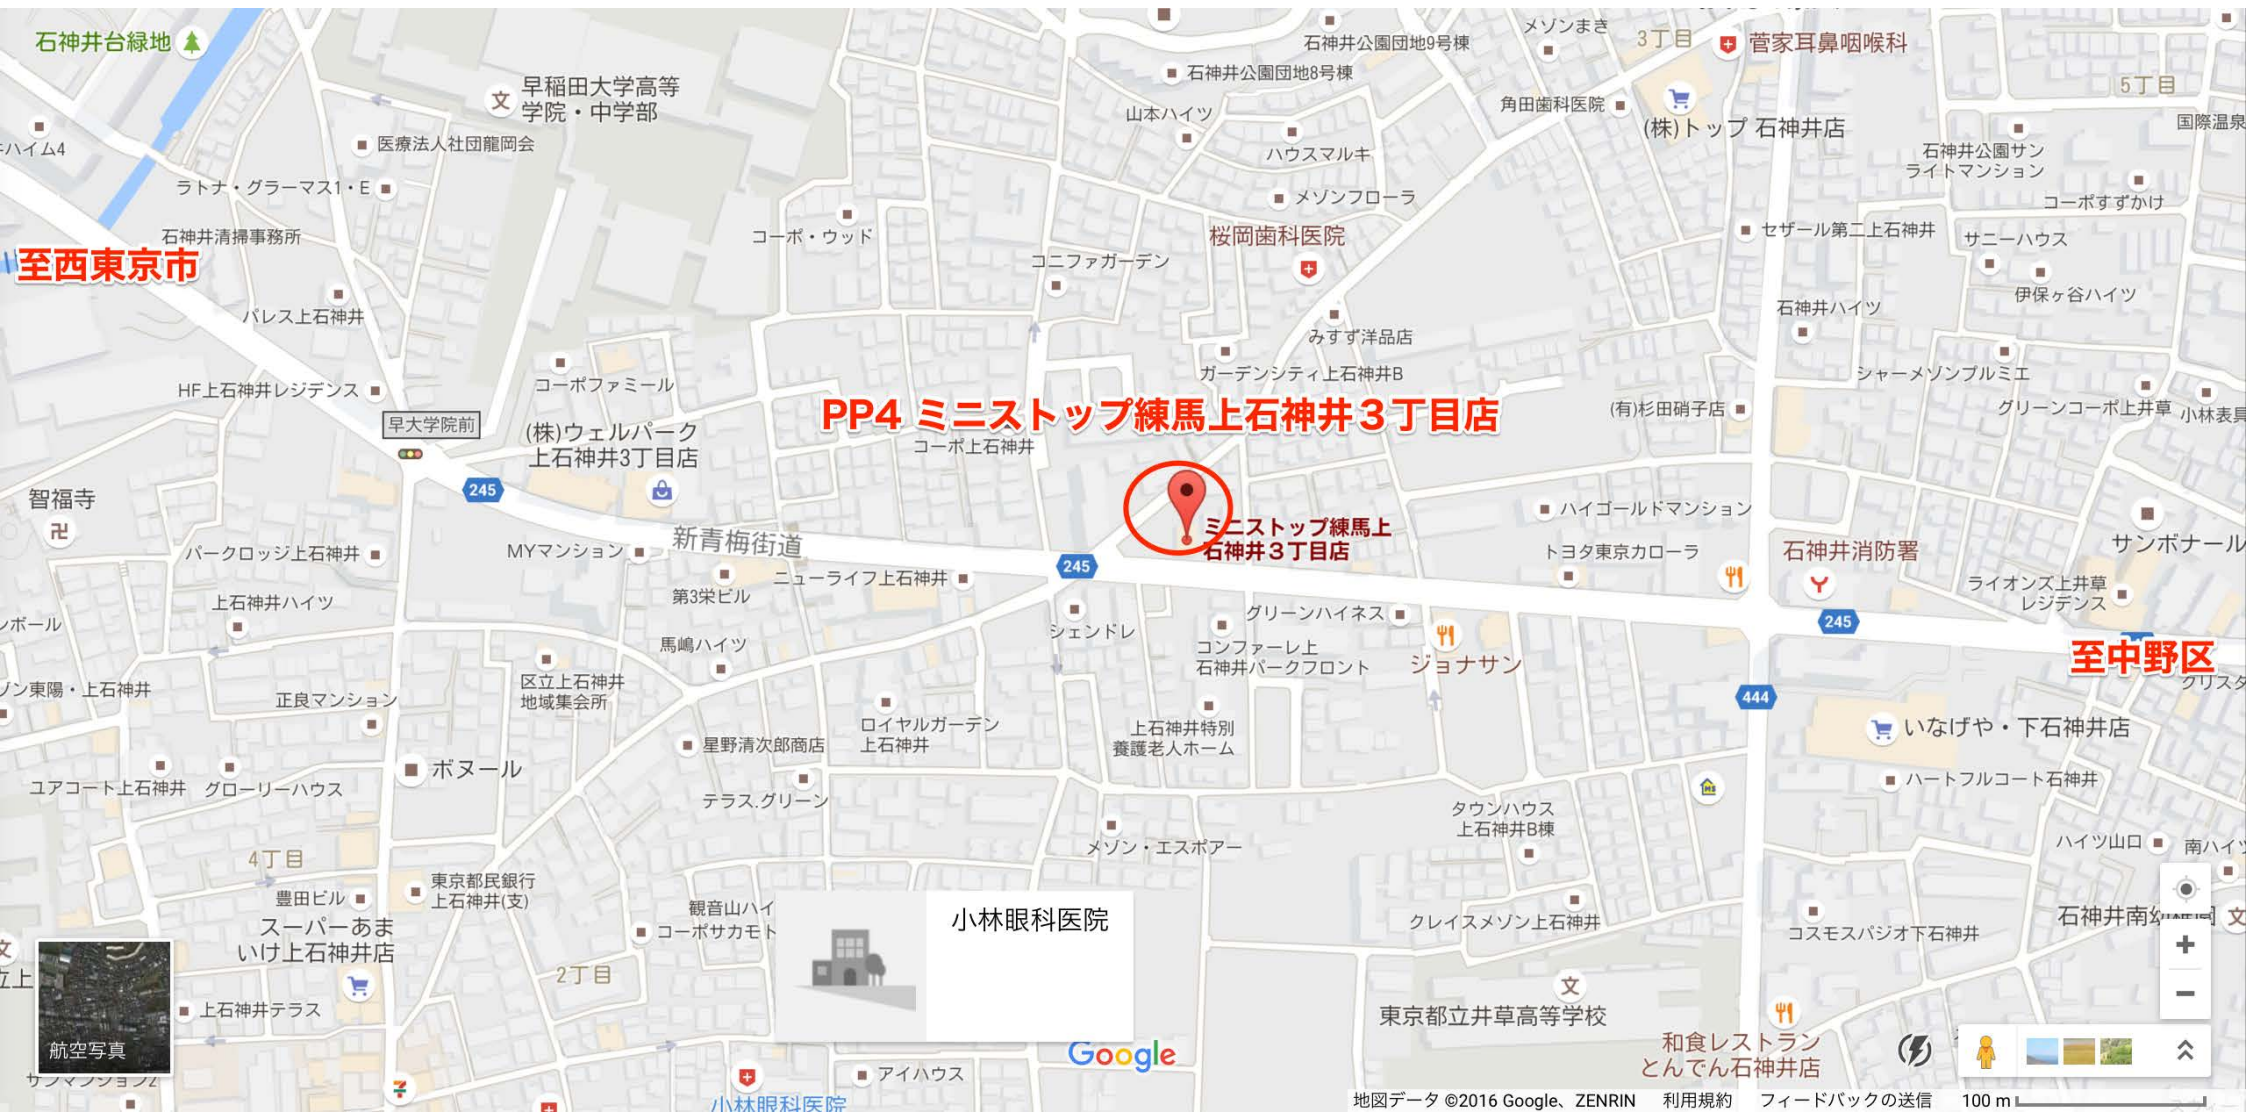 石神井台緑地
早稲田大学高等
学院・中学部
石神井公園団地9号棟
石神井公園団地8号棟
メゾンまき
3丁目
菅家耳鼻咽喉科
5丁目
角田歯科医院
(株)トップ 石神井店
国際温泉
山本ハイツ
ハウスマルキ
医療法人社団龍岡会
ハイム4
石神井公園サン
ライトマンション
ラトナ・グラーマス1・E
メゾンフローラ
コーポすずかけ
石神井清掃事務所
コーポ・ウッド
桜岡歯科医院
セザール第二上石神井
サニーハウス
至西東京市
コニファガーデン
伊保ヶ谷ハイツ
パレス上石神井
石神井ハイツ
みすず洋品店
ガーデンシティ上石神井B
シャーメゾンプルミエ
HF上石神井レジデンス
コーポファミール
PP4 ミニストップ練馬上石神井3丁目店
(有)杉田硝子店
グリーンコーポ上井草
小林表具
早大学院前
(株)ウェルパーク
上石神井3丁目店
コーポ上石神井
245
智福寺
ハイゴールドマンション
ミニストップ練馬上
石神井3丁目店
新青梅街道
パークロッジ上石神井
MYマンション
トヨタ東京カローラ
石神井消防署
サンボナール
245
ニューライフ上石神井
第3栄ビル
ライオンズ上井草
レジデンス
上石神井ハイツ
グリーンハイネス
245
シェンドレ
馬嶋ハイツ
コンファーレ上
石神井パークフロント
ジョナサン
至中野区
区立上石神井
地域集会所
ゾン東陽・上石神井
正良マンション
444
ロイヤルガーデン
上石神井
上石神井特別
養護老人ホーム
いなげや・下石神井店
星野清次郎商店
ボヌール
ユアコート上石神井
グローリーハウス
テラス.グリーン
ハートフルコート石神井
タウンハウス
上石神井B棟
メゾン・エスポアー
ハイツ山口
南ハイツ
4丁目
東京都民銀行
上石神井(支)
豊田ビル
スーパーあま
いけ上石神井店
観音山ハイ
コーポサカモト
小林眼科医院
クレイスメゾン上石神井
コスモスパジオ下石神井
2丁目
上石神井テラス
東京都立井草高等学校
和食レストラン
とんでん石神井店
航空写真
Google
アイハウス
小林眼科医院
地図データ ©2016 Google、ZENRIN 利用規約 フィードバックの送信 100 m